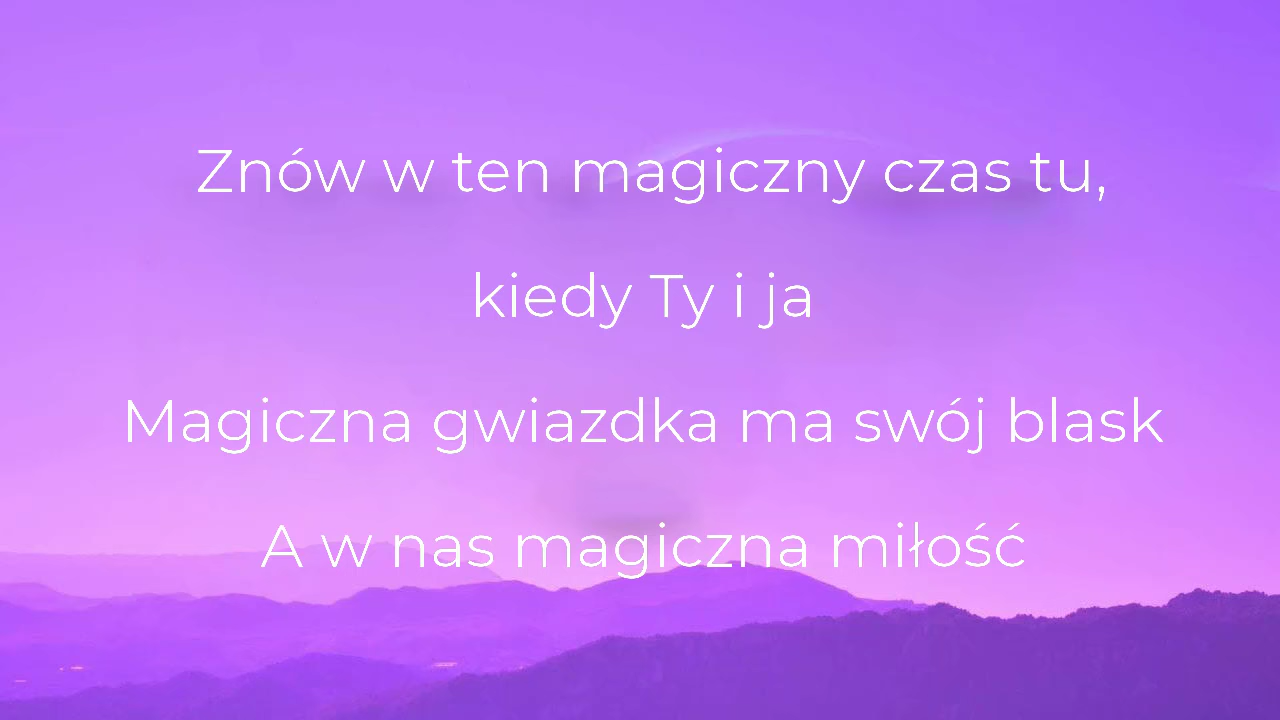 Znów w ten magiczny czas tu,
kiedy Ty i ja
Magiczna gwiazdka ma swój blask
A w nas magiczna miłość